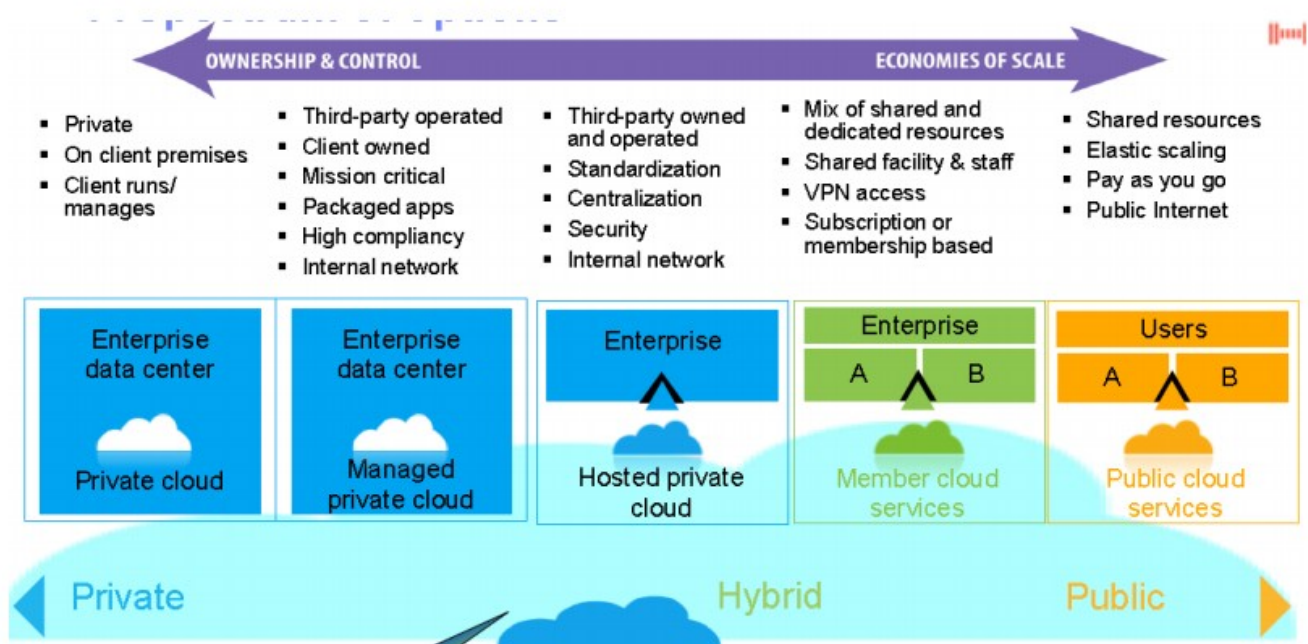 OWNERSHIP & CONTROL
ECONOMIES OF SCALE
▪ Private
▪ On client premises
▪ Client runs/
manages
▪ Third-party operated
▪ Client owned
▪ Mission critical
▪ Packaged apps
▪ High compliancy
▪ Internal network
▪ Third-party owned
and operated
▪ Standardization
▪ Centralization
▪ Security
▪ Internal network
▪ Mix of shared and
dedicated resources
▪ Shared facility & staff
▪ VPN access
▪ Subscription or
membership based
▪ Shared resources
▪ Elastic scaling
▪ Pay as you go
▪ Public Internet
Enterprise
data center
Private cloud
Enterprise
data center
Managed
private cloud
Enterprise
Hosted private
cloud
Enterprise
A
B
Member cloud
services
Users
A
B
Public cloud
services
Private
Hybrid
Public